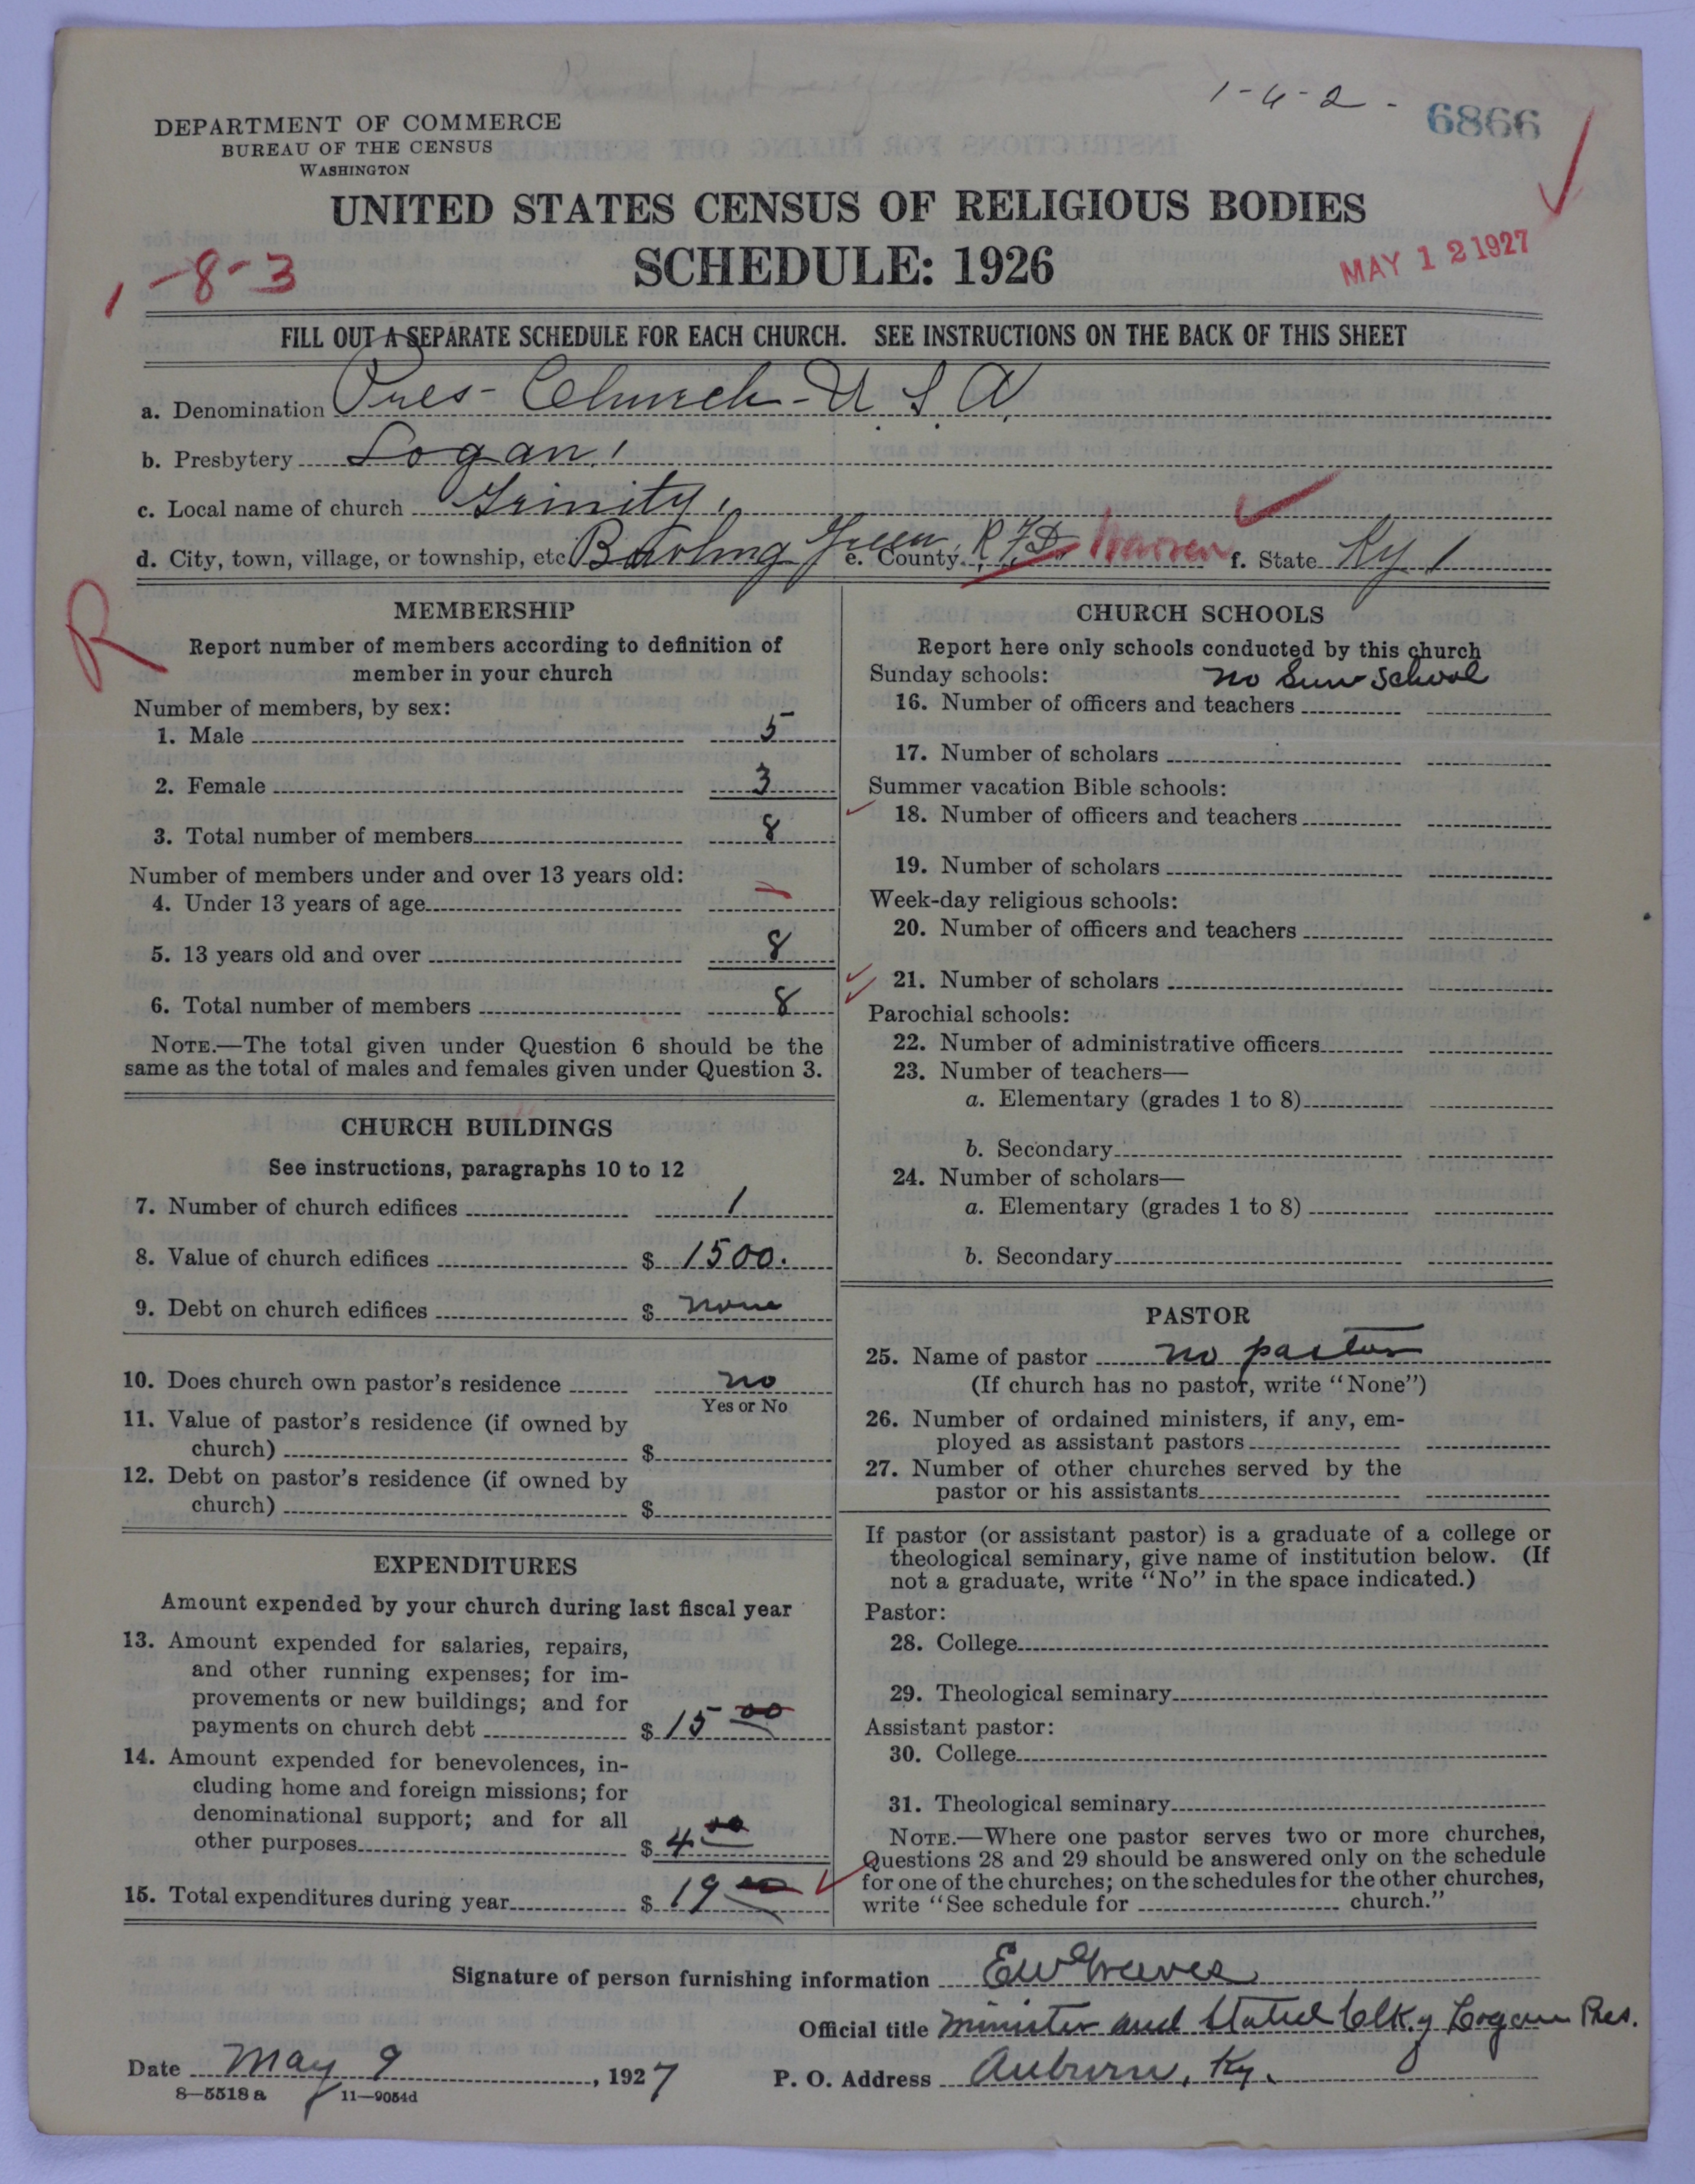 1-4-2-
6866
DEPARTMENT OF COMMERCE
BUREAU OF THE CENSUS
WASHINGTON
UNITED STATES CENSUS OF RELIGIOUS BODIES
SCHEDULE: 1926
1-8-3
MAY 12 1927
FILL OUT A SEPARATE SCHEDULE FOR EACH CHURCH. SEE INSTRUCTIONS ON THE BACK OF THIS SHEET
a. Denomination Pres- Church- U S A
b. Presbytery Logan
c. Local name of church Trinity
d. City, town, village, or township, etc. Bowling Green e. County R F D Warren f. State Ky
R
MEMBERSHIP
Report number of members according to definition of
member in your church
Number of members, by sex:
1. Male 5
2. Female 3
3. Total number of members 8
Number of members under and over 13 years old:
4. Under 13 years of age –
5. 13 years old and over 8
6. Total number of members 8
NOTE.—The total given under Question 6 should be the
same as the total of males and females given under Question 3.
CHURCH BUILDINGS
See instructions, paragraphs 10 to 12
7. Number of church edifices 1
8. Value of church edifices $ 1500.
9. Debt on church edifices $ none
10. Does church own pastor's residence no
Yes or No
11. Value of pastor's residence (if owned by
church) $
12. Debt on pastor's residence (if owned by
church) $
EXPENDITURES
Amount expended by your church during last fiscal year
13. Amount expended for salaries, repairs,
and other running expenses; for im-
provements or new buildings; and for
payments on church debt $ 15 00
14. Amount expended for benevolences, in-
cluding home and foreign missions; for
denominational support; and for all
other purposes $ 4 00
15. Total expenditures during year $ 19 00
CHURCH SCHOOLS
Report here only schools conducted by this church
Sunday schools: no Sun School
16. Number of officers and teachers
17. Number of scholars
Summer vacation Bible schools:
18. Number of officers and teachers
19. Number of scholars
Week-day religious schools:
20. Number of officers and teachers
21. Number of scholars
Parochial schools:
22. Number of administrative officers
23. Number of teachers—
a. Elementary (grades 1 to 8)
b. Secondary
24. Number of scholars—
a. Elementary (grades 1 to 8)
b. Secondary
PASTOR
25. Name of pastor no pastor
(If church has no pastor, write "None")
26. Number of ordained ministers, if any, em-
ployed as assistant pastors
27. Number of other churches served by the
pastor or his assistants
If pastor (or assistant pastor) is a graduate of a college or
theological seminary, give name of institution below. (If
not a graduate, write "No" in the space indicated.)
Pastor:
28. College
29. Theological seminary
Assistant pastor:
30. College
31. Theological seminary
NOTE.—Where one pastor serves two or more churches,
Questions 28 and 29 should be answered only on the schedule
for one of the churches; on the schedules for the other churches,
write "See schedule for church."
Signature of person furnishing information E W Graves
Official title Minister and Stated Clk. of Logan Pres.
Date May 9, 1927 P. O. Address Auburn, Ky.
8-5518 a 11-9054d